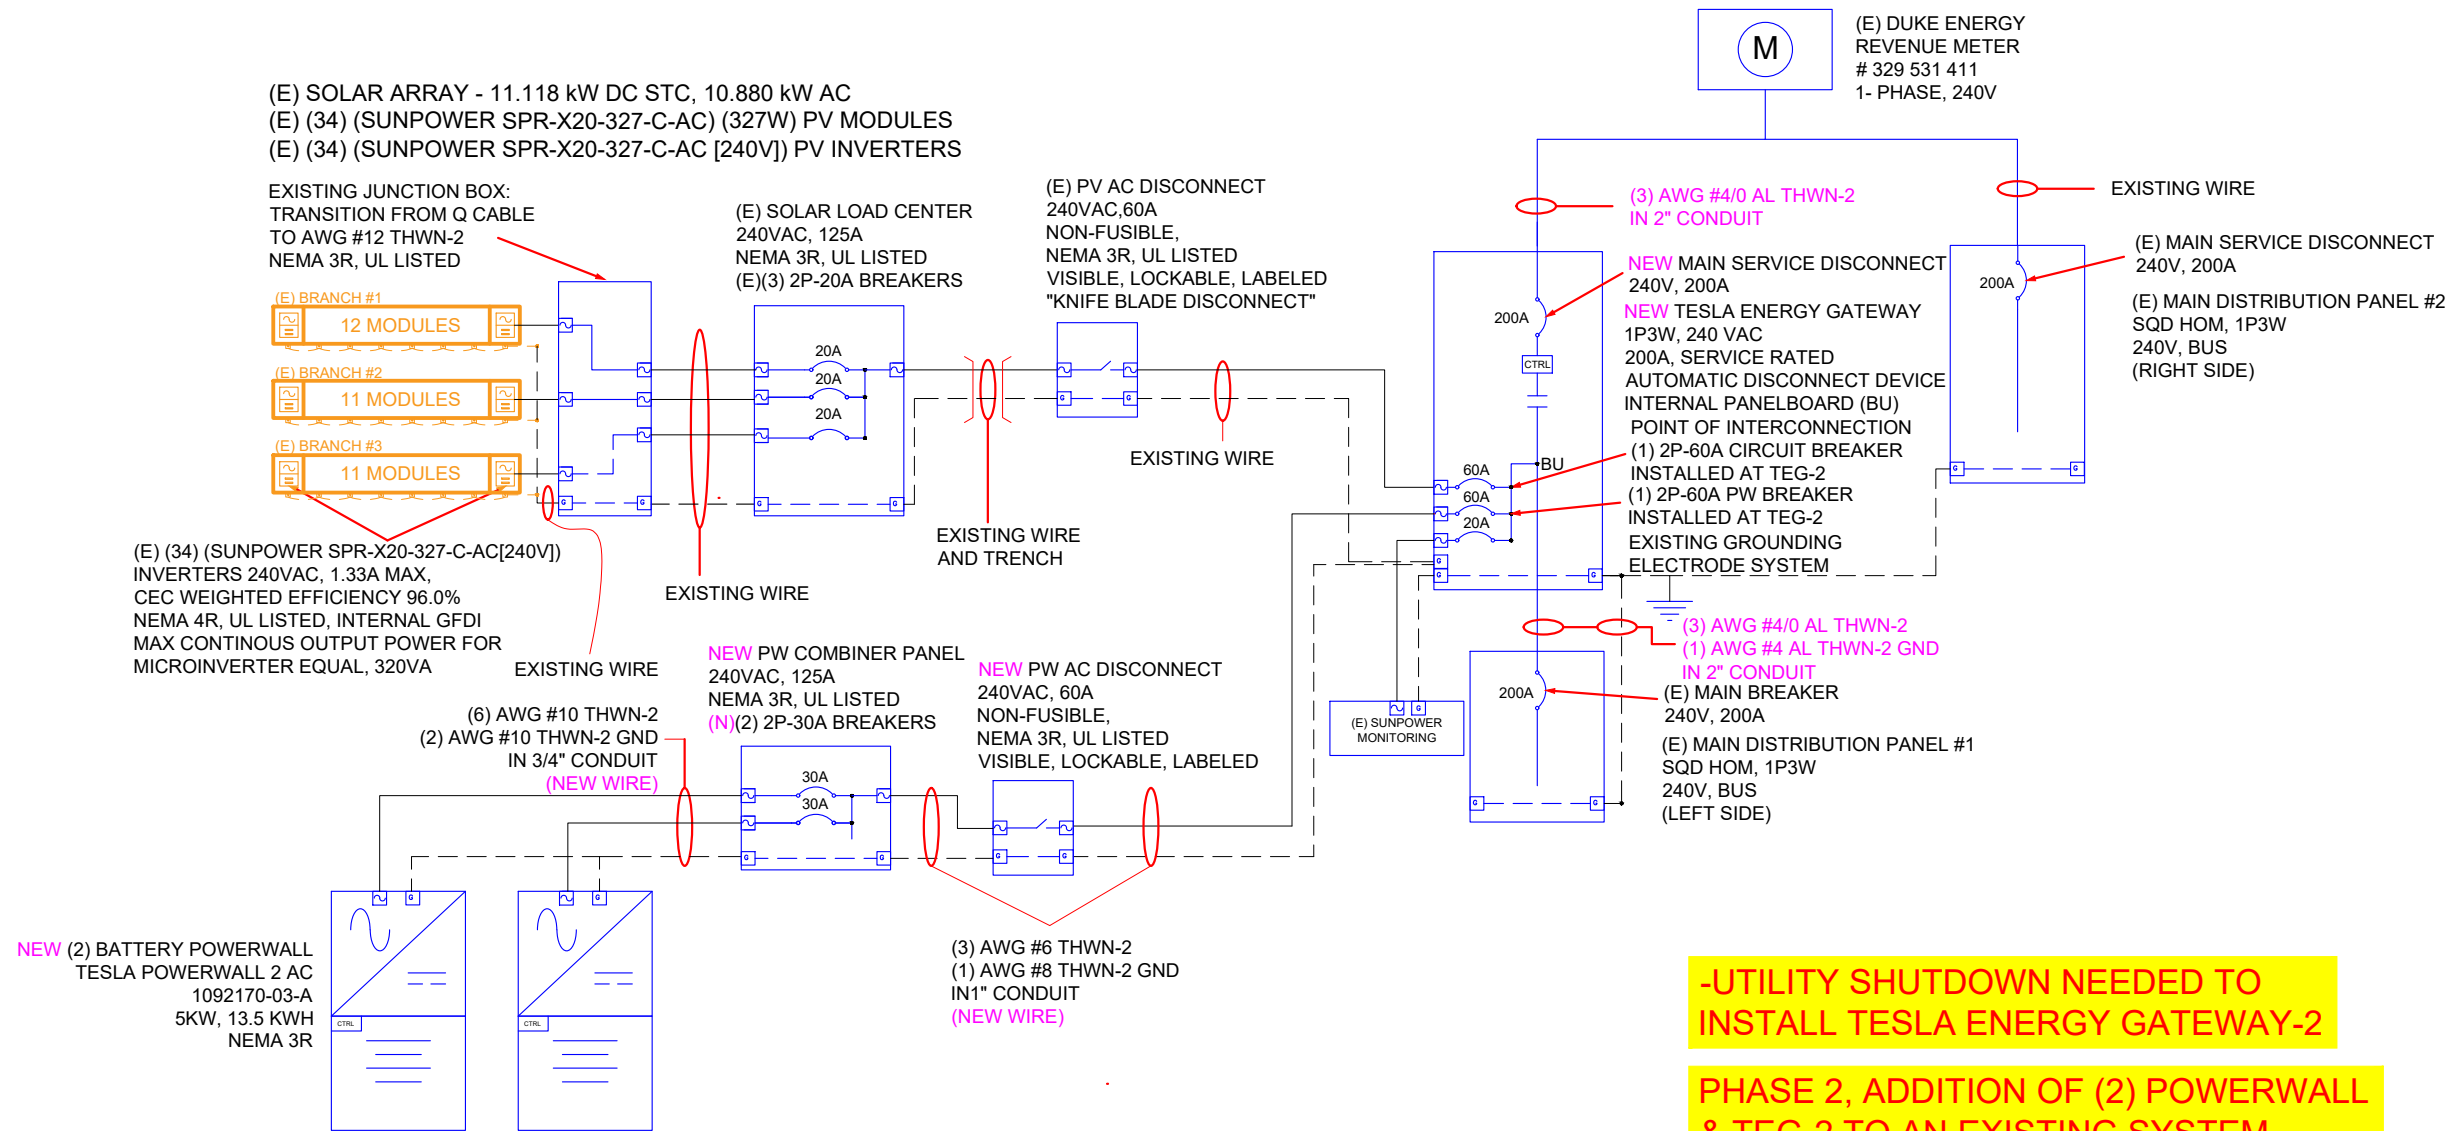 (E) DUKE ENERGY
REVENUE METER
# 329 531 411
1- PHASE, 240V
M
(E) SOLAR ARRAY - 11.118 kW DC STC, 10.880 kW AC
(E) (34) (SUNPOWER SPR-X20-327-C-AC) (327W) PV MODULES
(E) (34) (SUNPOWER SPR-X20-327-C-AC [240V]) PV INVERTERS
EXISTING JUNCTION BOX:
TRANSITION FROM Q CABLE
TO AWG #12 THWN-2
NEMA 3R, UL LISTED
(E) SOLAR LOAD CENTER
240VAC, 125A
NEMA 3R, UL LISTED
(E)(3) 2P-20A BREAKERS
(E) PV AC DISCONNECT
240VAC,60A
NON-FUSIBLE,
NEMA 3R, UL LISTED
VISIBLE, LOCKABLE, LABELED
"KNIFE BLADE DISCONNECT"
(3) AWG #4/0 AL THWN-2
IN 2" CONDUIT
EXISTING WIRE
NEW MAIN SERVICE DISCONNECT
240V, 200A
NEW TESLA ENERGY GATEWAY
1P3W, 240 VAC
200A, SERVICE RATED
AUTOMATIC DISCONNECT DEVICE
INTERNAL PANELBOARD (BU)
POINT OF INTERCONNECTION
(1) 2P-60A CIRCUIT BREAKER
INSTALLED AT TEG-2
(1) 2P-60A PW BREAKER
INSTALLED AT TEG-2
EXISTING GROUNDING
ELECTRODE SYSTEM
(E) MAIN SERVICE DISCONNECT
240V, 200A
(E) MAIN DISTRIBUTION PANEL #2
SQD HOM, 1P3W
240V, BUS
(RIGHT SIDE)
200A
200A
CTRL
BU
60A
60A
20A
G
G
G
G
G
(E) BRANCH #1
12 MODULES
(E) BRANCH #2
11 MODULES
(E) BRANCH #3
11 MODULES
G
G
20A
20A
20A
G
G
G
G
EXISTING WIRE
EXISTING WIRE
AND TRENCH
EXISTING WIRE
EXISTING WIRE
(E) (34) (SUNPOWER SPR-X20-327-C-AC[240V])
INVERTERS 240VAC, 1.33A MAX,
CEC WEIGHTED EFFICIENCY 96.0%
NEMA 4R, UL LISTED, INTERNAL GFDI
MAX CONTINOUS OUTPUT POWER FOR
MICROINVERTER EQUAL, 320VA
(6) AWG #10 THWN-2
(2) AWG #10 THWN-2 GND
IN 3/4" CONDUIT
(NEW WIRE)
NEW PW COMBINER PANEL
240VAC, 125A
NEMA 3R, UL LISTED
(N)(2) 2P-30A BREAKERS
30A
30A
G
G
NEW PW AC DISCONNECT
240VAC, 60A
NON-FUSIBLE,
NEMA 3R, UL LISTED
VISIBLE, LOCKABLE, LABELED
G
G
(E) SUNPOWER
MONITORING
G
(3) AWG #4/0 AL THWN-2
(1) AWG #4 AL THWN-2 GND
IN 2" CONDUIT
200A
(E) MAIN BREAKER
240V, 200A
(E) MAIN DISTRIBUTION PANEL #1
SQD HOM, 1P3W
240V, BUS
(LEFT SIDE)
G
G
NEW (2) BATTERY POWERWALL
TESLA POWERWALL 2 AC
1092170-03-A
5KW, 13.5 KWH
NEMA 3R
G
CTRL
G
CTRL
(3) AWG #6 THWN-2
(1) AWG #8 THWN-2 GND
IN1" CONDUIT
(NEW WIRE)
-UTILITY SHUTDOWN NEEDED TO
INSTALL TESLA ENERGY GATEWAY-2
PHASE 2, ADDITION OF (2) POWERWALL
& TEG-2 TO AN EXISTING SYSTEM